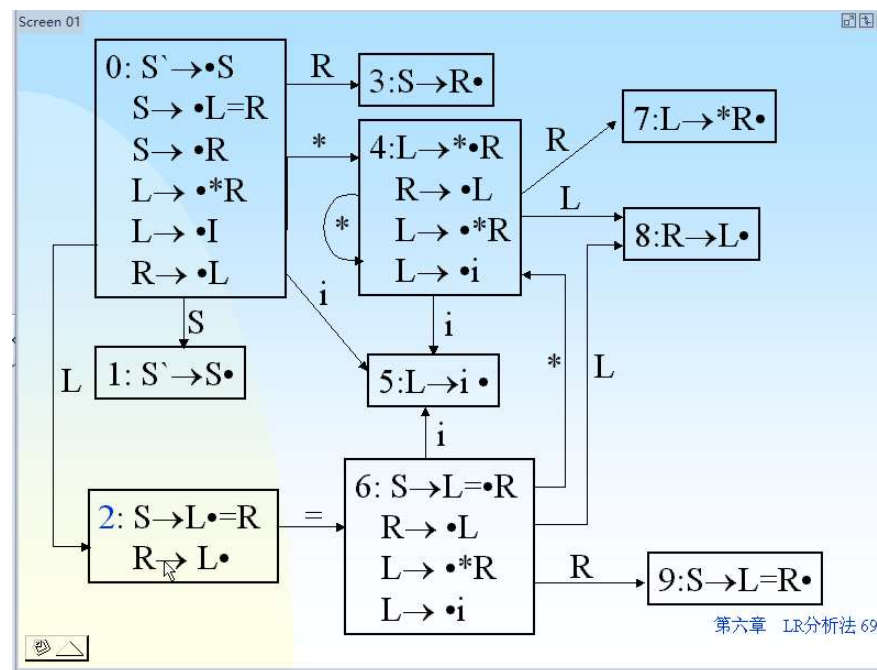 Screen 01
0: S`→•S
S→ •L=R
S→ •R
L→ •*R
L→ •I
R→ •L
R
3:S→R•
*
4:L→*•R
R→ •L
L→ •*R
L→ •i
*
R
7:L→*R•
L
8:R→L•
i
i
S
1: S`→S•
L
5:L→i •
*
L
i
2: S→L•=R
R→ L•
=
6: S→L=•R
R→ •L
L→ •*R
L→ •i
R
9:S→L=R•
第六章 LR分析法 69